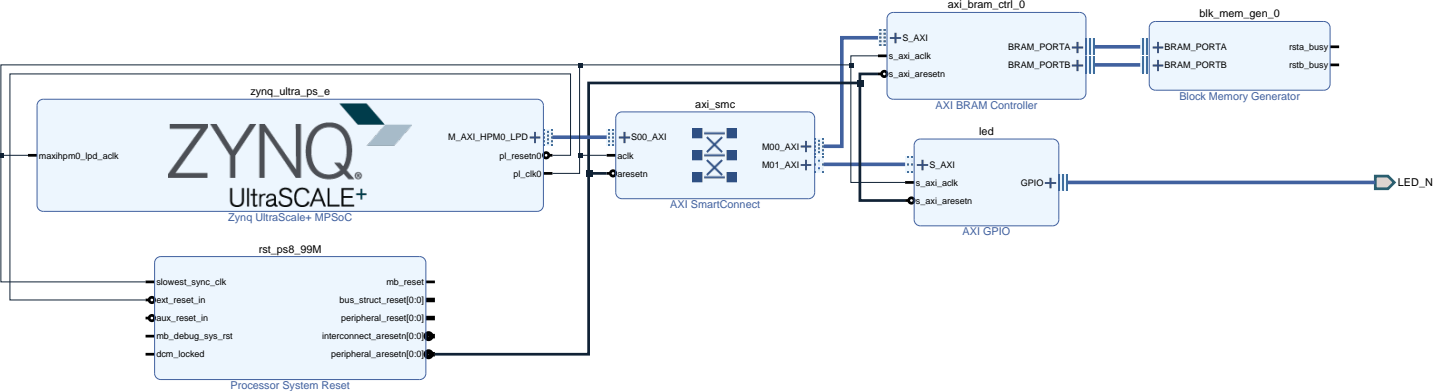 axi_bram_ctrl_0
S_AXI
s_axi_aclk
s_axi_aresetn
BRAM_PORTA
BRAM_PORTB
AXI BRAM Controller
blk_mem_gen_0
BRAM_PORTA
BRAM_PORTB
rsta_busy
rstb_busy
Block Memory Generator
zynq_ultra_ps_e
maxihpm0_lpd_aclk
ZYNQ®
UltraSCALE+
M_AXI_HPM0_LPD
pl_resetn0
pl_clk0
Zynq UltraScale+ MPSoC
axi_smc
S00_AXI
aclk
aresetn
M00_AXI
M01_AXI
AXI SmartConnect
led
S_AXI
s_axi_aclk
s_axi_aresetn
GPIO
AXI GPIO
LED_N
rst_ps8_99M
slowest_sync_clk
ext_reset_in
aux_reset_in
mb_debug_sys_rst
dcm_locked
mb_reset
bus_struct_reset[0:0]
peripheral_reset[0:0]
interconnect_aresetn[0:0]
peripheral_aresetn[0:0]
Processor System Reset